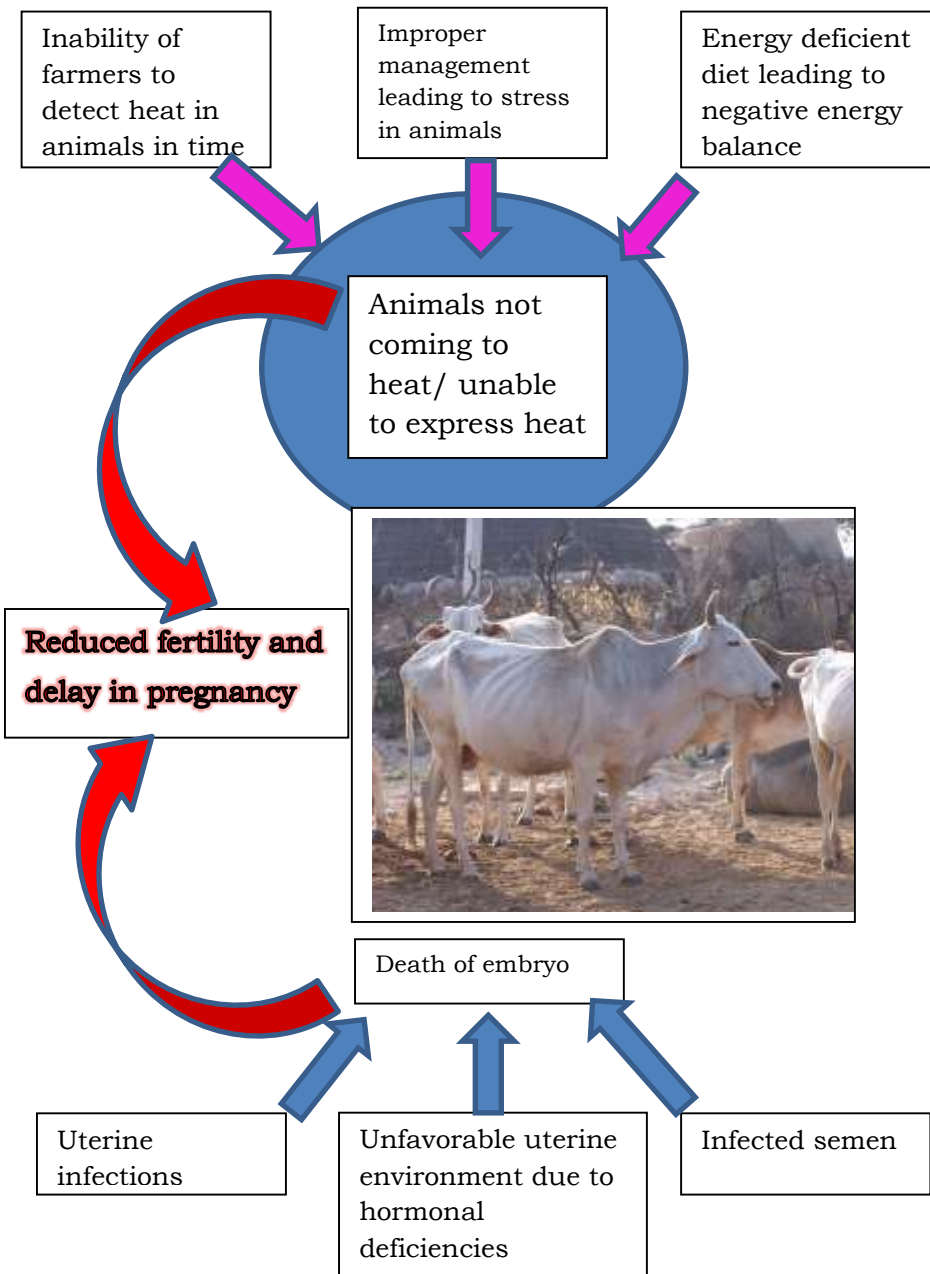 Inability of
farmers to
detect heat in
animals in time
Improper
management
leading to stress
in animals
Energy deficient
diet leading to
negative energy
balance
Animals not
coming to
heat/ unable
to express heat
Reduced fertility and
delay in pregnancy
Death of embryo
Uterine
infections
Unfavorable uterine
environment due to
hormonal
deficiencies
Infected semen